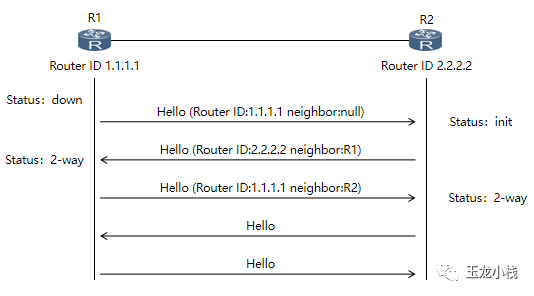 R1
R2
R
R
Router ID 1.1.1.1
Router ID 2.2.2.2
Status：down
Hello (Router ID:1.1.1.1 neighbor:null)
Status：init
Hello (Router ID:2.2.2.2 neighbor:R1)
Status：2-way
Hello (Router ID:1.1.1.1 neighbor:R2)
Status：2-way
Hello
Hello
玉龙小栈